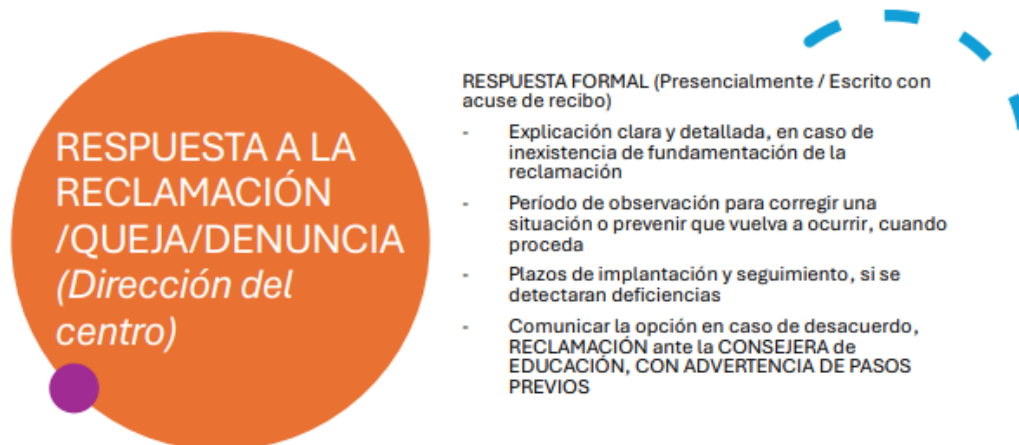 RESPUESTA A LA
RECLAMACIÓN
/QUEJA/DENUNCIA
(Dirección del
centro)
RESPUESTA FORMAL (Presencialmente / Escrito con
acuse de recibo)
- Explicación clara y detallada, en caso de
inexistencia de fundamentación de la
reclamación
- Período de observación para corregir una
situación o prevenir que vuelva a ocurrir, cuando
proceda
- Plazos de implantación y seguimiento, si se
detectaran deficiencias
- Comunicar la opción en caso de desacuerdo,
RECLAMACIÓN ante la CONSEJERA de
EDUCACIÓN, CON ADVERTENCIA DE PASOS
PREVIOS